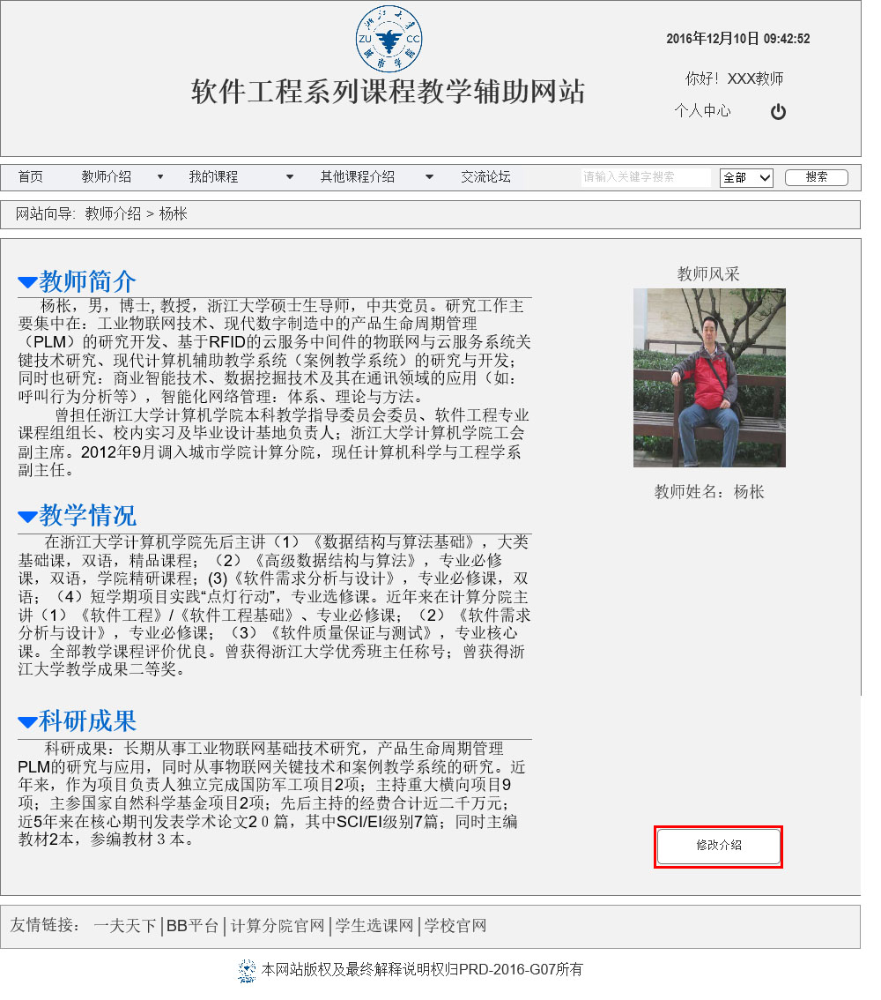 浙江大学
ZU CC
城市学院
2016年12月10日 09:42:52
软件工程系列课程教学辅助网站
你好！XXX教师
个人中心
首页 教师介绍 我的课程 其他课程介绍 交流论坛 请输入关键字搜索 全部 搜索
网站向导: 教师介绍 > 杨枨
教师简介
杨枨，男，博士, 教授，浙江大学硕士生导师，中共党员。研究工作主
要集中在：工业物联网技术、现代数字制造中的产品生命周期管理
（PLM）的研究开发、基于RFID的云服务中间件的物联网与云服务系统关
键技术研究、现代计算机辅助教学系统（案例教学系统）的研究与开发；
同时也研究：商业智能技术、数据挖掘技术及其在通讯领域的应用（如：
呼叫行为分析等），智能化网络管理：体系、理论与方法。
曾担任浙江大学计算机学院本科教学指导委员会委员、软件工程专业
课程组组长、校内实习及毕业设计基地负责人；浙江大学计算机学院工会
副主席。2012年9月调入城市学院计算分院，现任计算机科学与工程学系
副主任。
教师风采
教师姓名：杨枨
教学情况
在浙江大学计算机学院先后主讲（1）《数据结构与算法基础》，大类
基础课，双语，精品课程；（2）《高级数据结构与算法》，专业必修
课，双语，学院精研课程；(3)《软件需求分析与设计》，专业必修课，双
语；（4）短学期项目实践“点灯行动”，专业选修课。近年来在计算分院主
讲（1）《软件工程》/《软件工程基础》、专业必修课；（2）《软件需求
分析与设计》，专业必修课；（3）《软件质量保证与测试》，专业核心
课。全部教学课程评价优良。曾获得浙江大学优秀班主任称号；曾获得浙
江大学教学成果二等奖。
科研成果
科研成果：长期从事工业物联网基础技术研究，产品生命周期管理
PLM的研究与应用，同时从事物联网关键技术和案例教学系统的研究。近
年来，作为项目负责人独立完成国防军工项目2项；主持重大横向项目9
项；主参国家自然科学基金项目2项；先后主持的经费合计近二千万元；
近5年来在核心期刊发表学术论文2０篇，其中SCI/EI级别7篇；同时主编
教材2本，参编教材３本。
修改介绍
友情链接： 一夫天下│BB平台│计算分院官网│学生选课网│学校官网
本网站版权及最终解释说明权归PRD-2016-G07所有